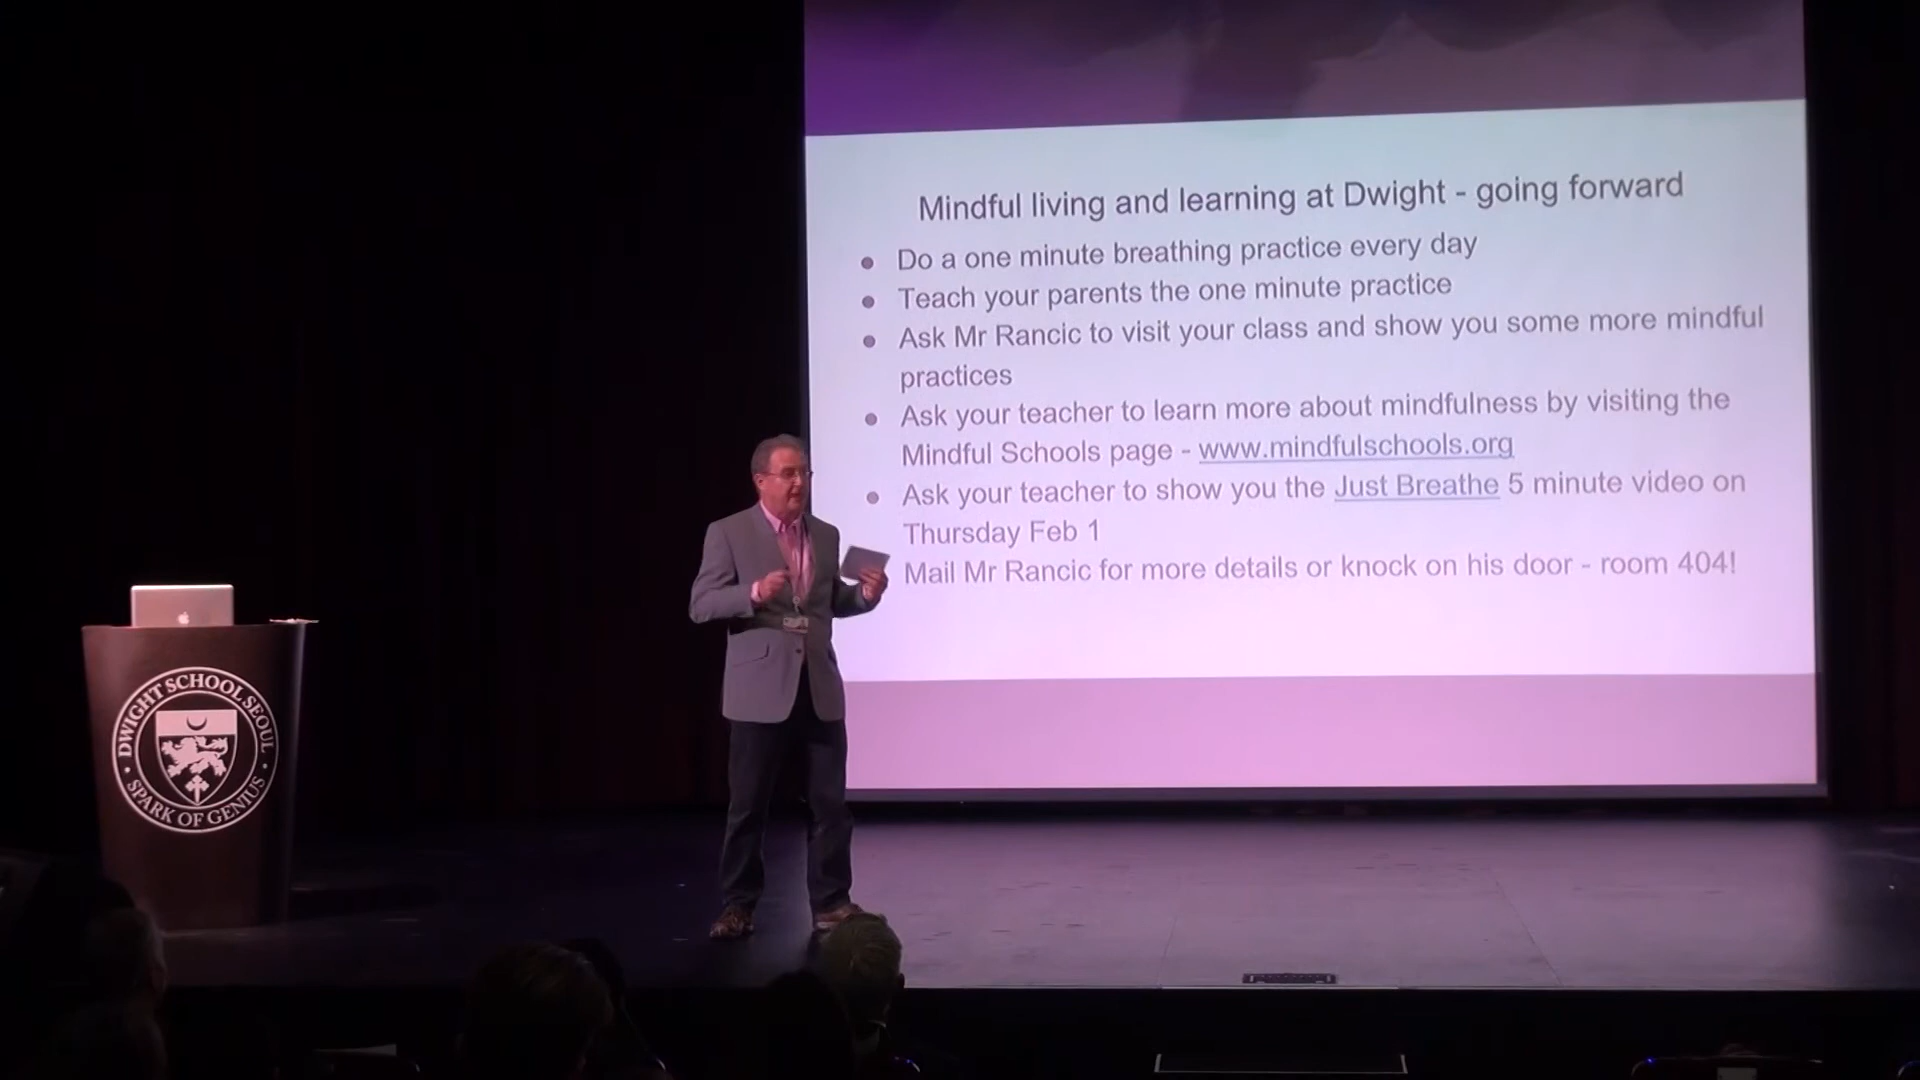 Mindful living and learning at Dwight - going forward
● Do a one minute breathing practice every day
● Teach your parents the one minute practice
● Ask Mr Rancic to visit your class and show you some more mindful
practices
● Ask your teacher to learn more about mindfulness by visiting the
Mindful Schools page - www.mindfulschools.org
● Ask your teacher to show you the Just Breathe 5 minute video on
Thursday Feb 1
Mail Mr Rancic for more details or knock on his door - room 404!
DWIGHT SCHOOL SEOUL
SPARK OF GENIUS